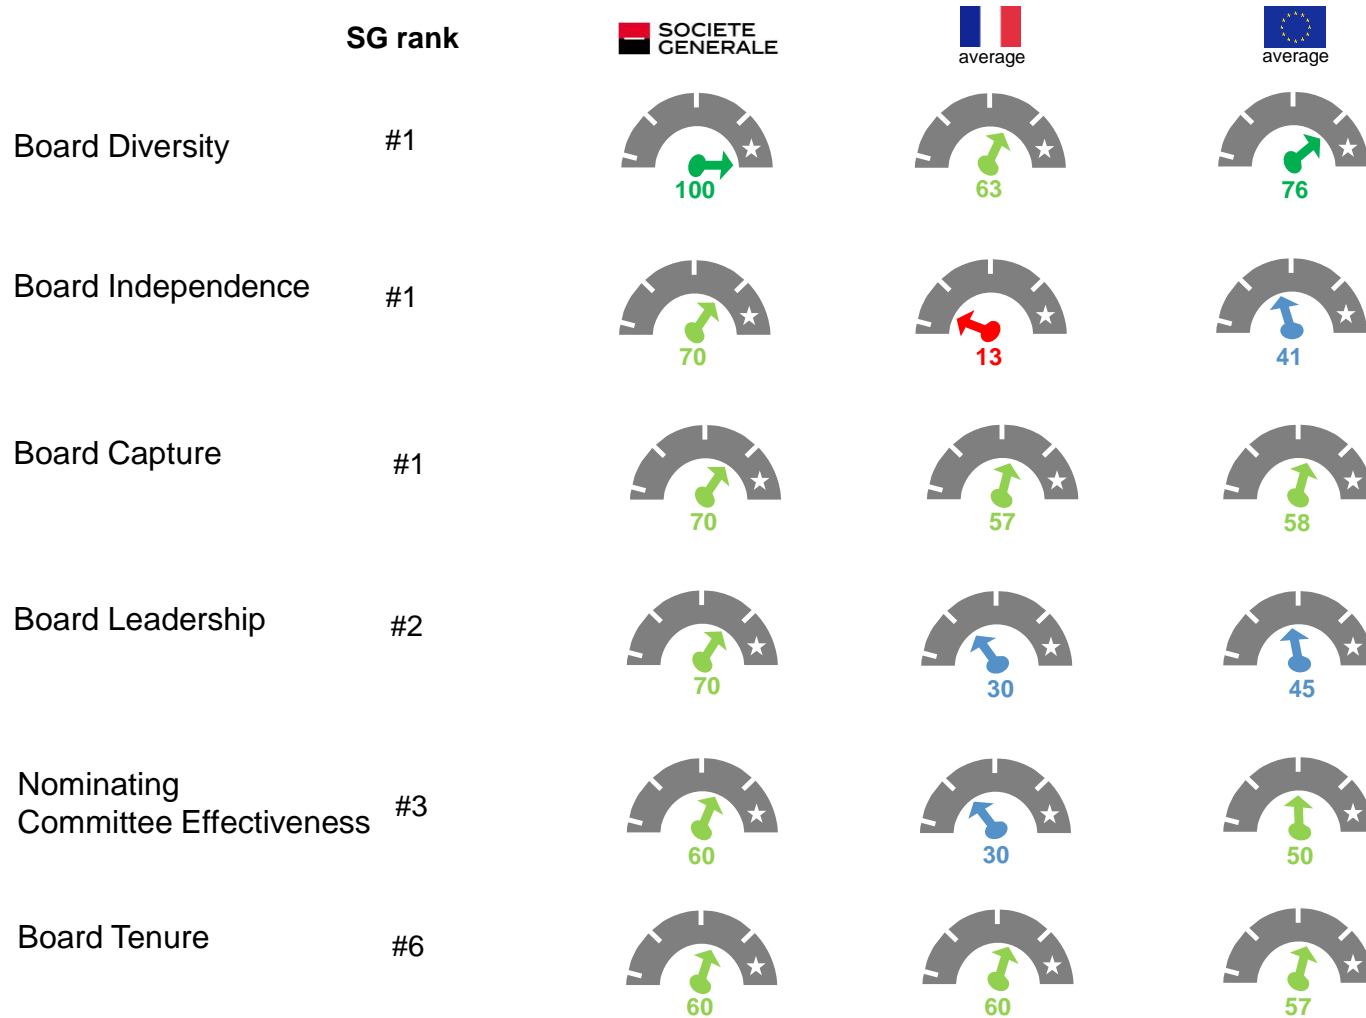 SG rank
SOCIETE
GENERALE
average
average
Board Diversity
#1
100
63
76
Board Independence
#1
70
13
41
Board Capture
#1
70
57
58
Board Leadership
#2
70
30
45
Nominating
Committee Effectiveness
#3
60
30
50
Board Tenure
#6
60
60
57